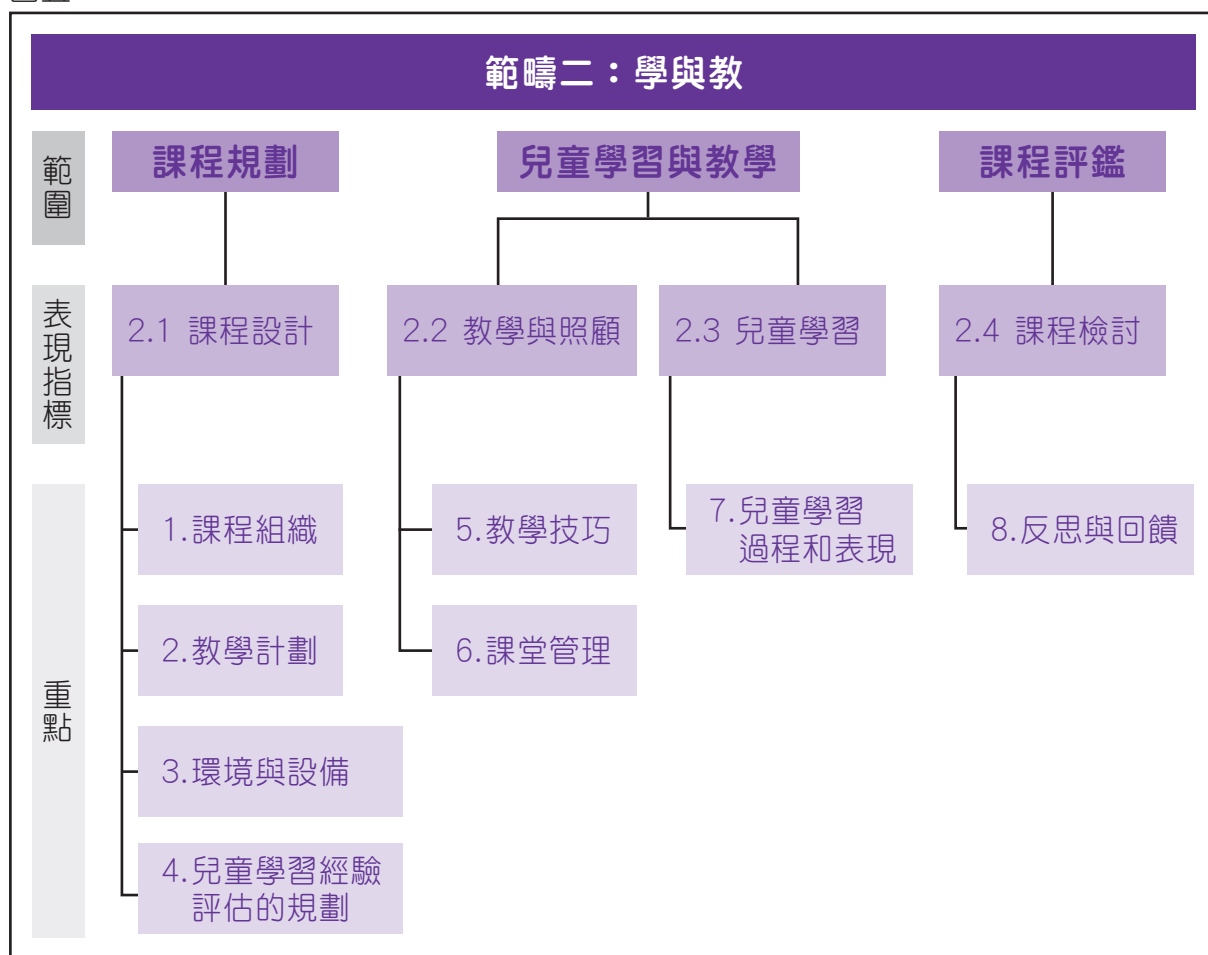 範疇二：學與教
範圍
課程規劃
兒童學習與教學
課程評鑑
表現指標
2.1 課程設計
2.2 教學與照顧
2.3 兒童學習
2.4 課程檢討
重點
1.課程組織
5.教學技巧
7.兒童學習
過程和表現
8.反思與回饋
2.教學計劃
6.課堂管理
3.環境與設備
4.兒童學習經驗
評估的規劃